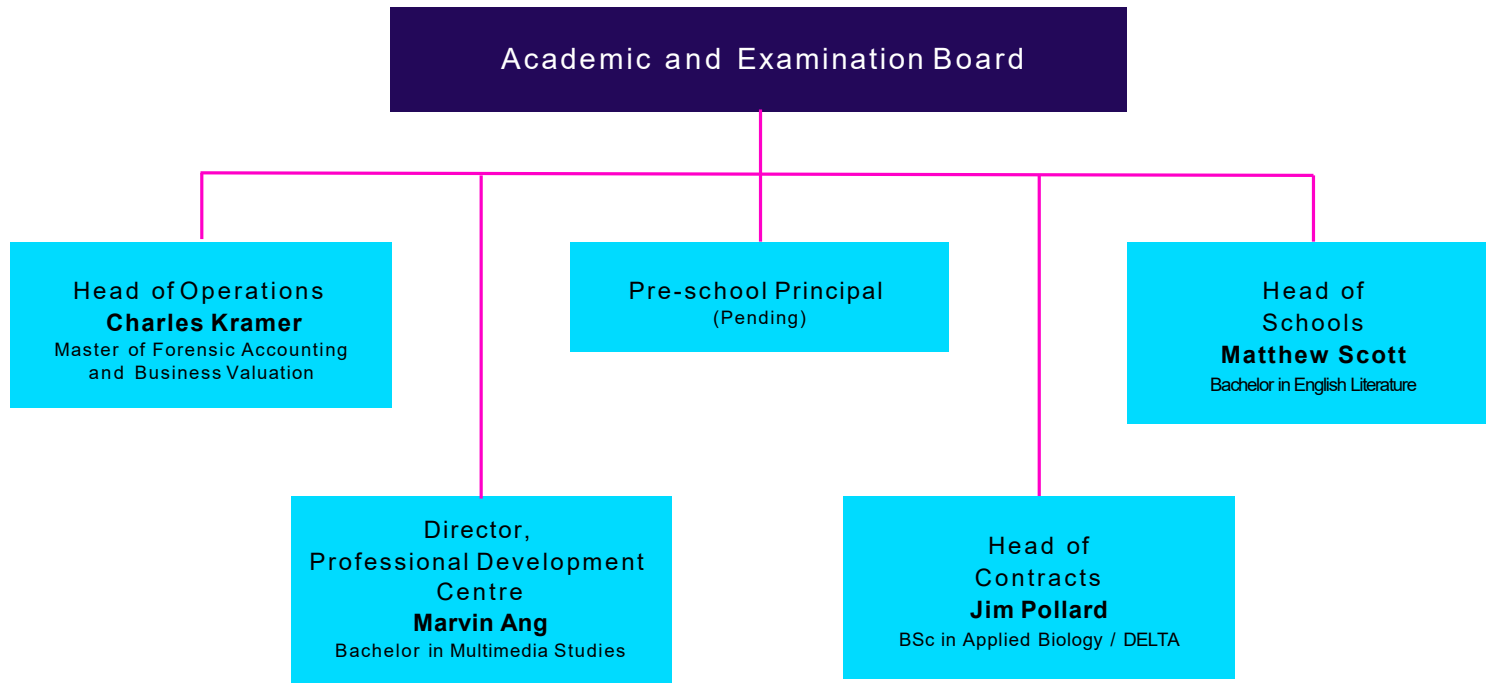 Academic and Examination Board
Head of Operations
Charles Kramer
Master of Forensic Accounting
and Business Valuation
Pre-school Principal
(Pending)
Head of
Schools
Matthew Scott
Bachelor in English Literature
Director,
Professional Development
Centre
Marvin Ang
Bachelor in Multimedia Studies
Head of
Contracts
Jim Pollard
BSc in Applied Biology / DELTA